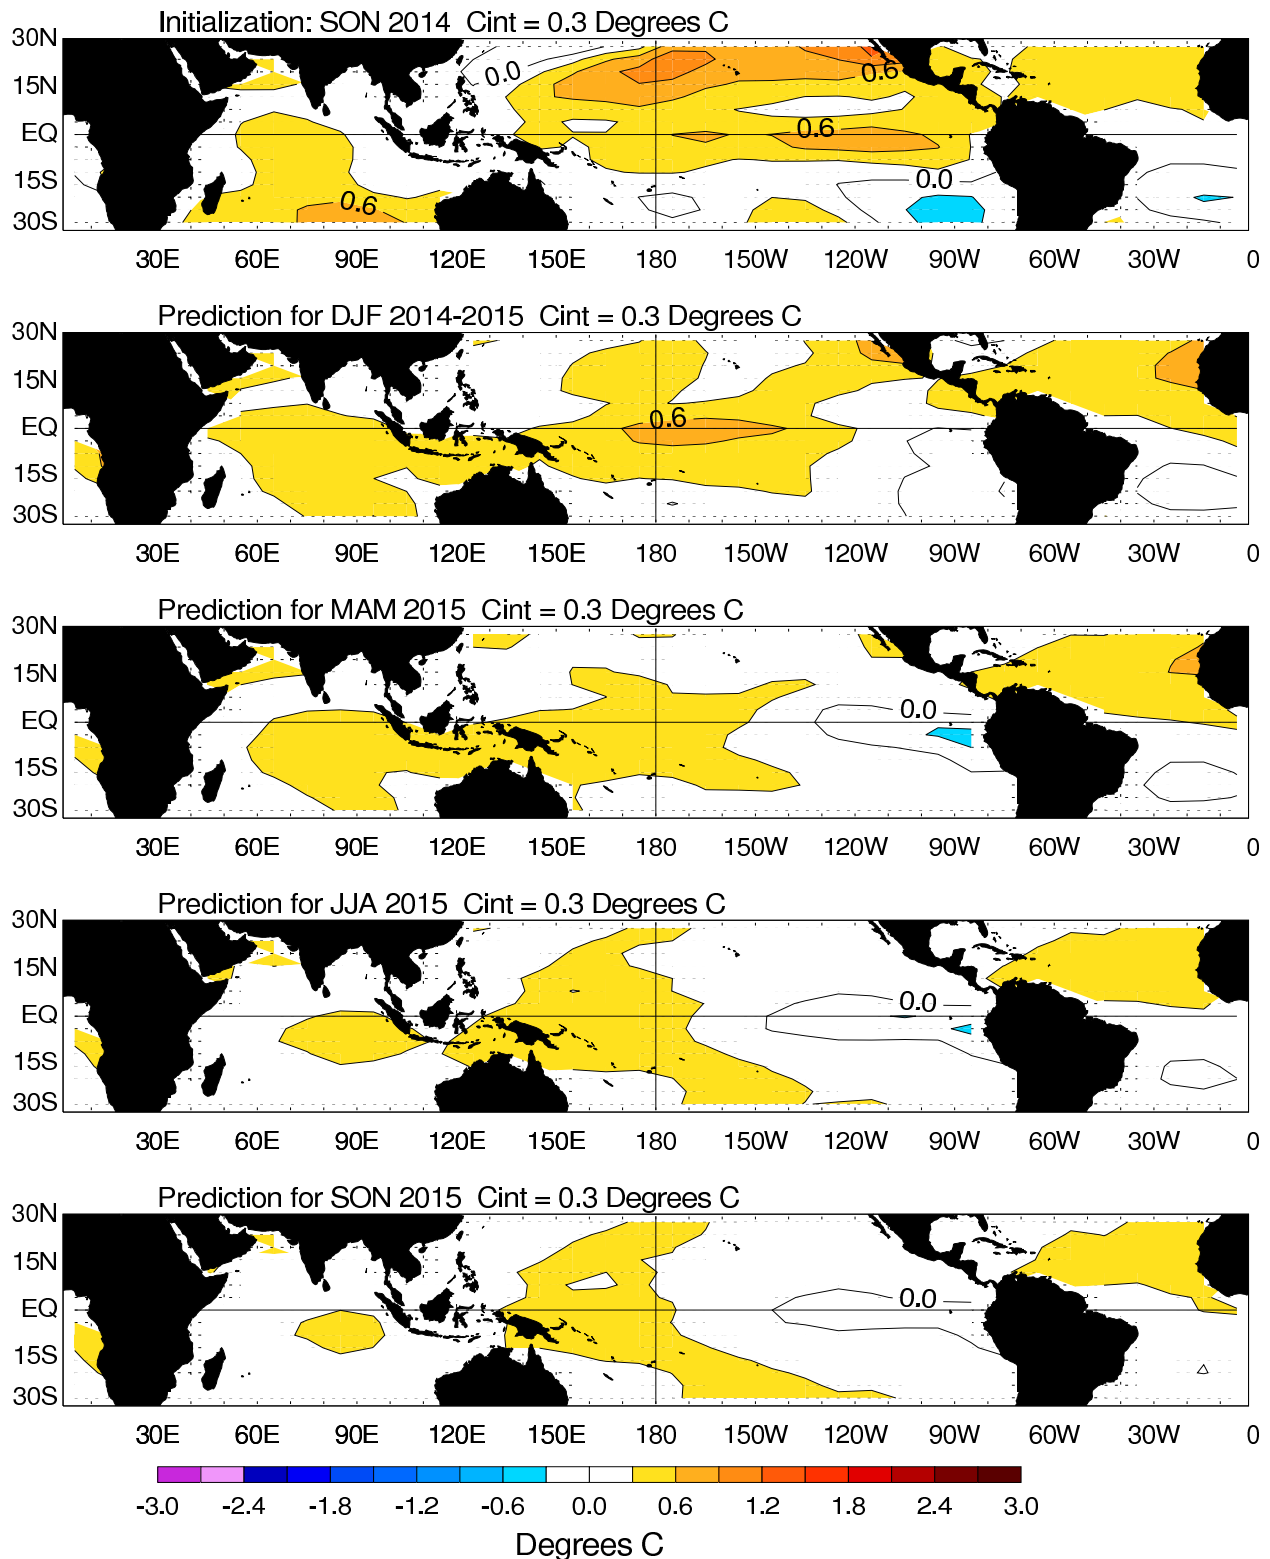 Initialization: SON 2014  Cint = 0.3 Degrees C
30N
0.0
0.6
15N
0.6
EQ
15S
0.0
0.6
30S
30E 60E 90E 120E 150E 180 150W 120W 90W 60W 30W 0
Prediction for DJF 2014-2015  Cint = 0.3 Degrees C
30N
15N
0.6
EQ
15S
30S
30E 60E 90E 120E 150E 180 150W 120W 90W 60W 30W 0
Prediction for MAM 2015  Cint = 0.3 Degrees C
30N
15N
0.0
EQ
15S
30S
30E 60E 90E 120E 150E 180 150W 120W 90W 60W 30W 0
Prediction for JJA 2015  Cint = 0.3 Degrees C
30N
15N
0.0
EQ
15S
30S
30E 60E 90E 120E 150E 180 150W 120W 90W 60W 30W 0
Prediction for SON 2015  Cint = 0.3 Degrees C
30N
15N
0.0
EQ
15S
30S
30E 60E 90E 120E 150E 180 150W 120W 90W 60W 30W 0
-3.0 -2.4 -1.8 -1.2 -0.6 0.0 0.6 1.2 1.8 2.4 3.0
Degrees C